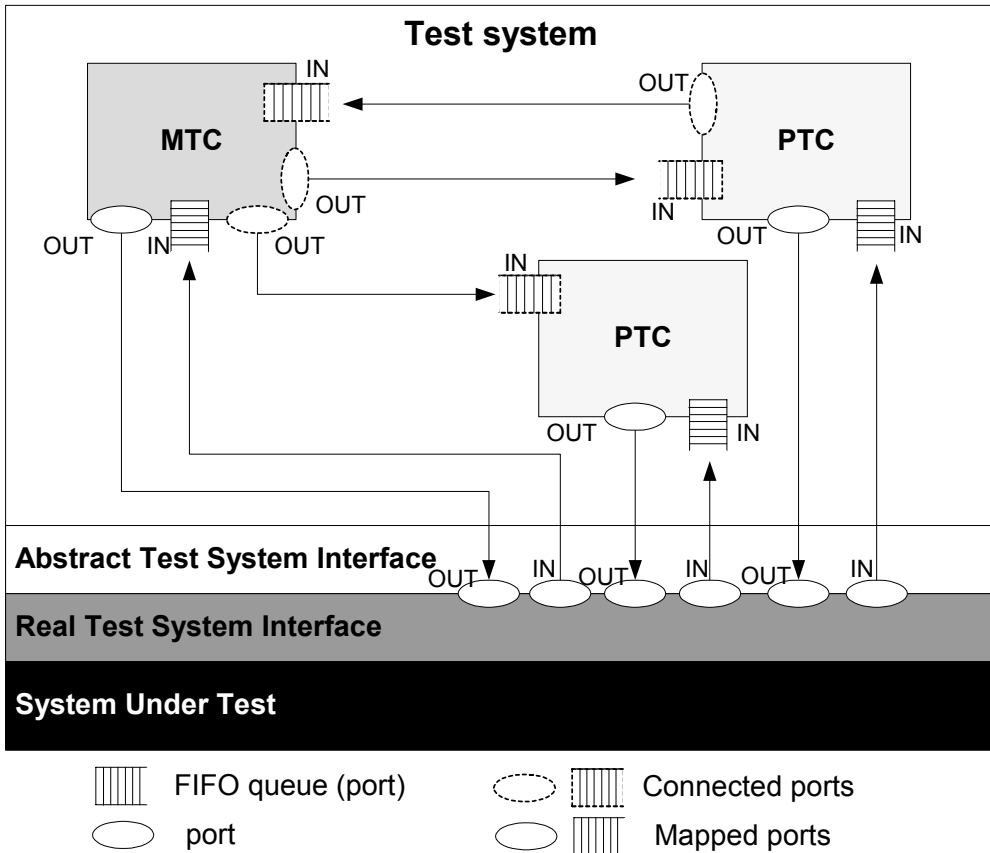 Test system
IN
OUT
MTC
PTC
OUT
IN
OUT
IN
OUT
OUT
IN
IN
PTC
OUT
IN
Abstract Test System Interface
OUT
IN
OUT
IN
OUT
IN
Real Test System Interface
System Under Test
FIFO queue (port)
Connected ports
port
Mapped ports